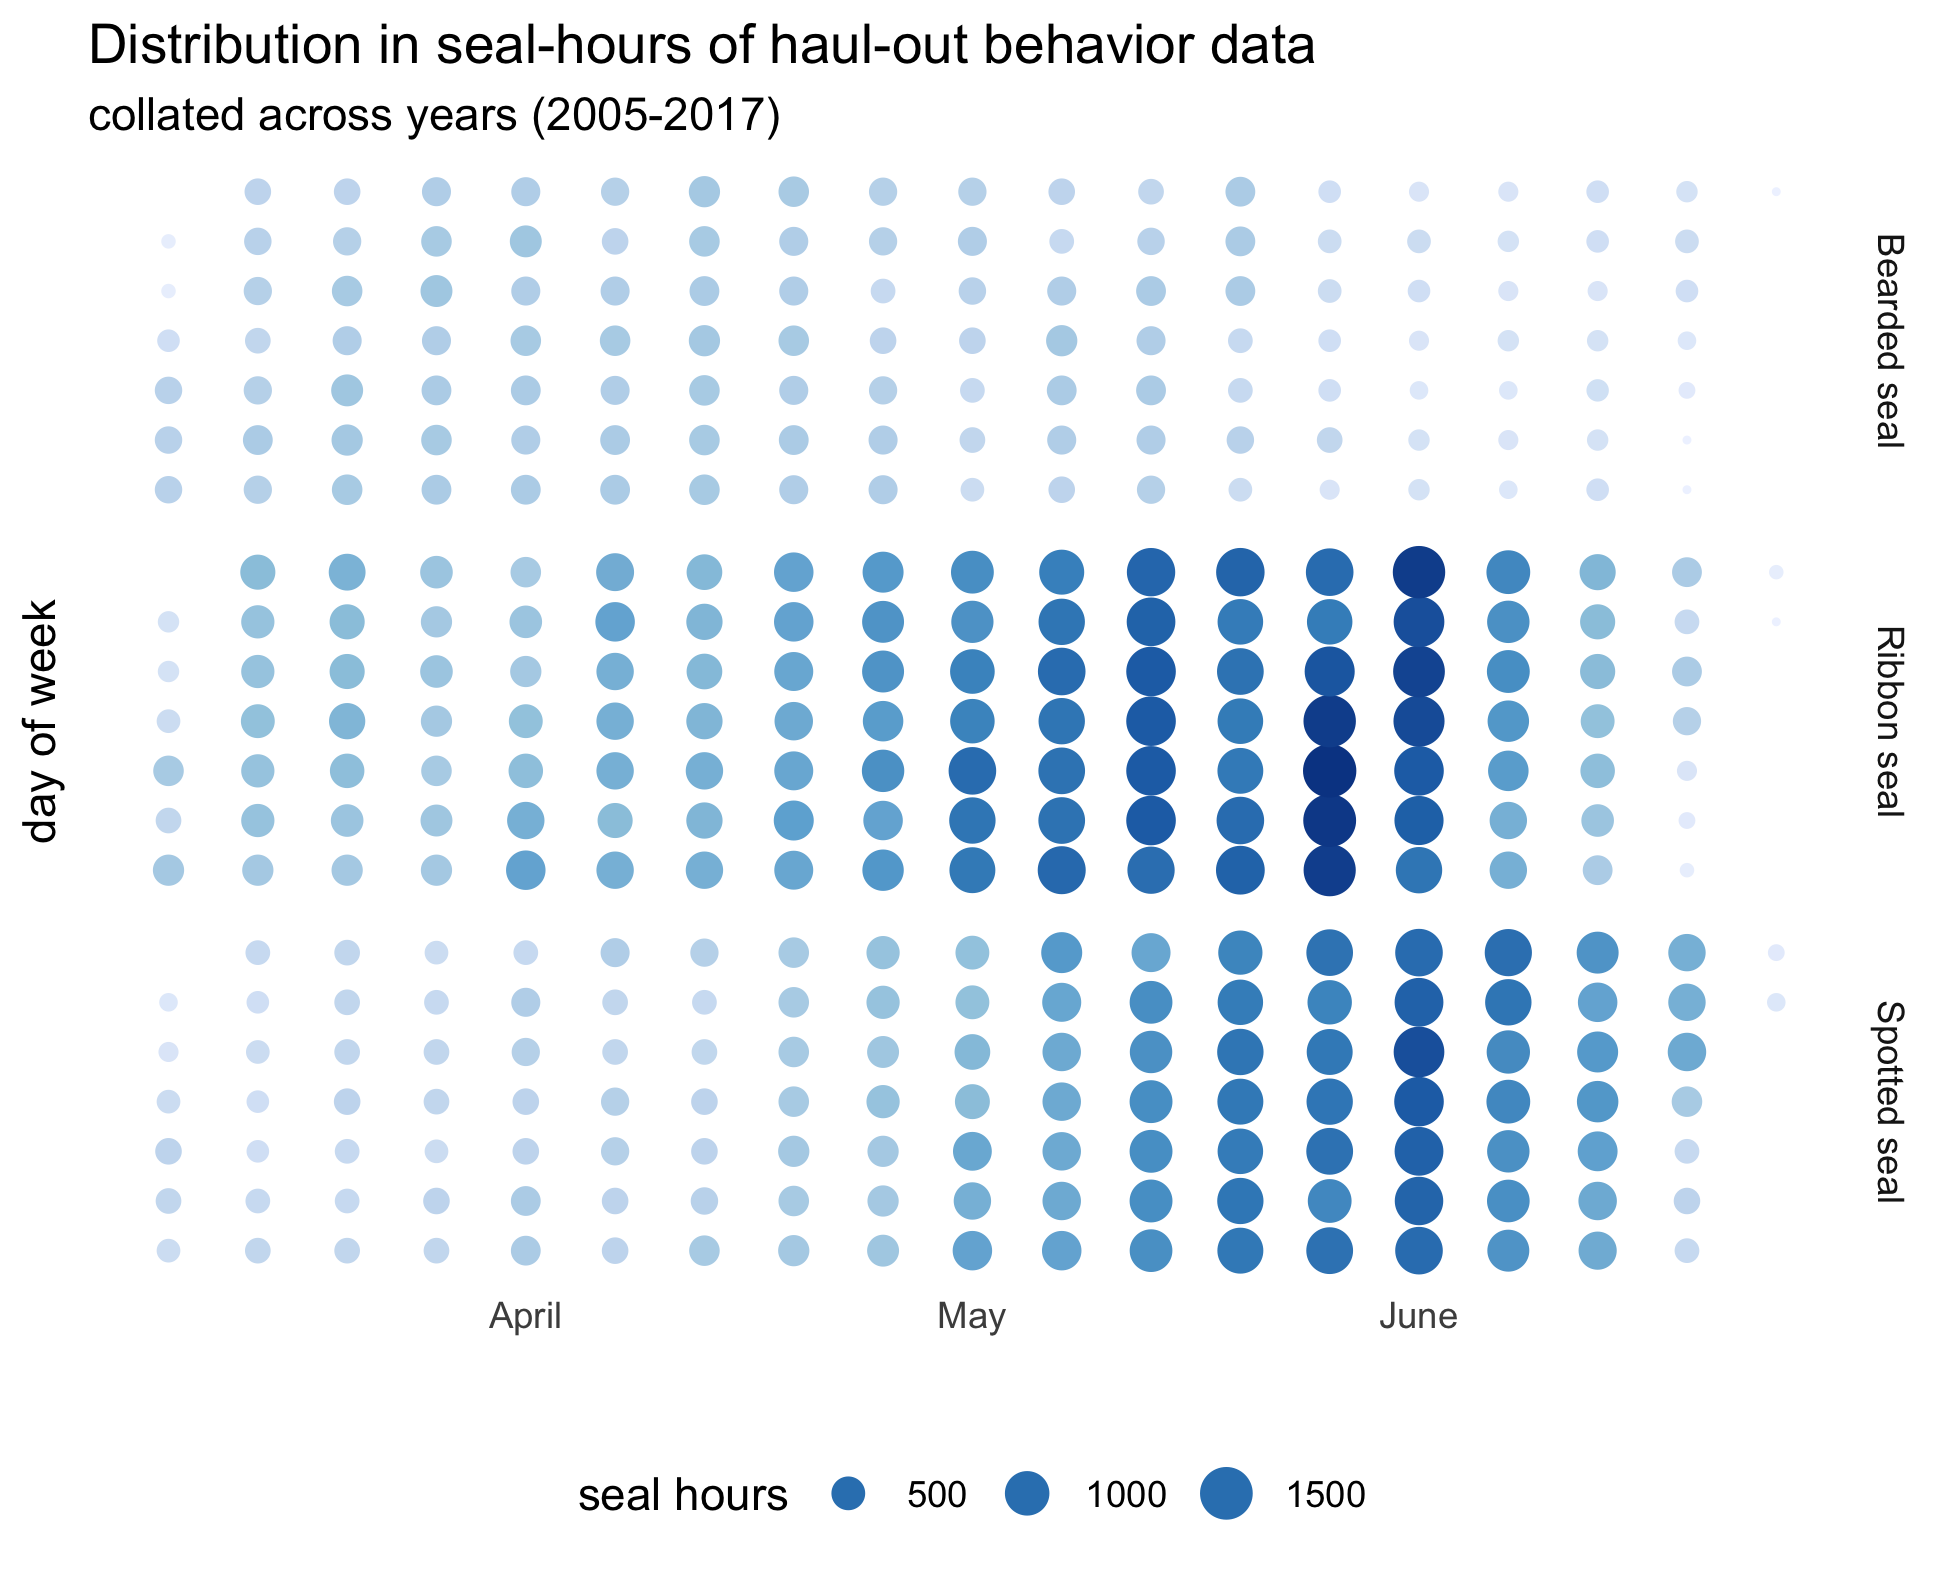 Distribution in seal-hours of haul-out behavior data
collated across years (2005-2017)
day of week
Bearded seal
Ribbon seal
Spotted seal
April May June
seal hours 500 1000 1500